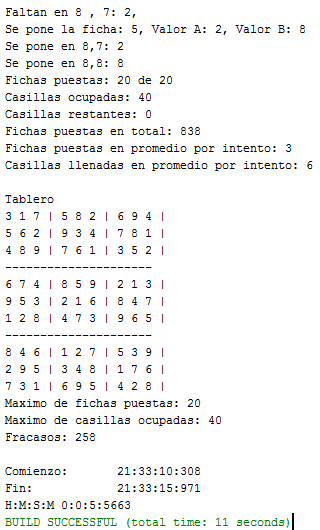 Faltan en 8 , 7: 2,
Se pone la ficha: 5, Valor A: 2, Valor B: 8
Se pone en 8,7: 2
Se pone en 8,8: 8
Fichas puestas: 20 de 20
Casillas ocupadas: 40
Casillas restantes: 0
Fichas puestas en total: 838
Fichas puestas en promedio por intento: 3
Casillas llenadas en promedio por intento: 6
Tablero
3 1 7 | 5 8 2 | 6 9 4 |
5 6 2 | 9 3 4 | 7 8 1 |
4 8 9 | 7 6 1 | 3 5 2 |
---------------------
6 7 4 | 8 5 9 | 2 1 3 |
9 5 3 | 2 1 6 | 8 4 7 |
1 2 8 | 4 7 3 | 9 6 5 |
---------------------
8 4 6 | 1 2 7 | 5 3 9 |
2 9 5 | 3 4 8 | 1 7 6 |
7 3 1 | 6 9 5 | 4 2 8 |
Maximo de fichas puestas: 20
Maximo de casillas ocupadas: 40
Fracasos: 258
Comienzo: 21:33:10:308
Fin: 21:33:15:971
H:M:S:M 0:0:5:5663
BUILD SUCCESSFUL (total time: 11 seconds)